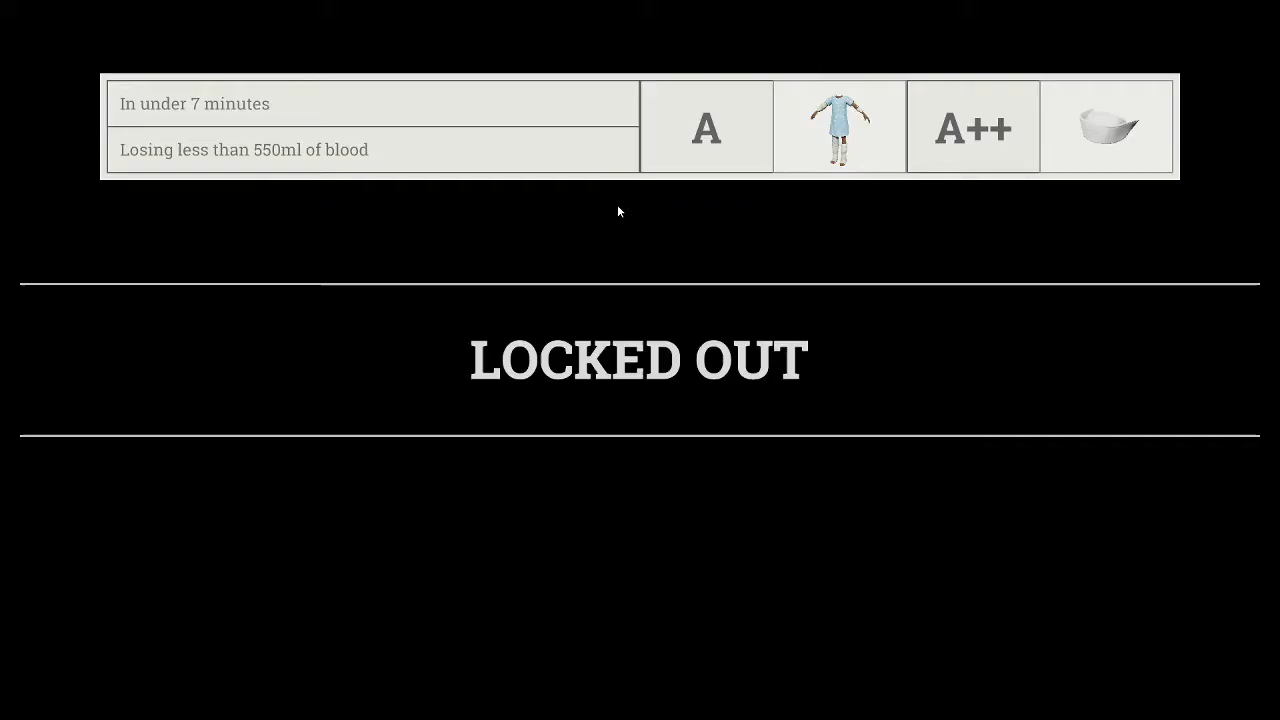 In under 7 minutes
Losing less than 550ml of blood
A
A++
LOCKED OUT